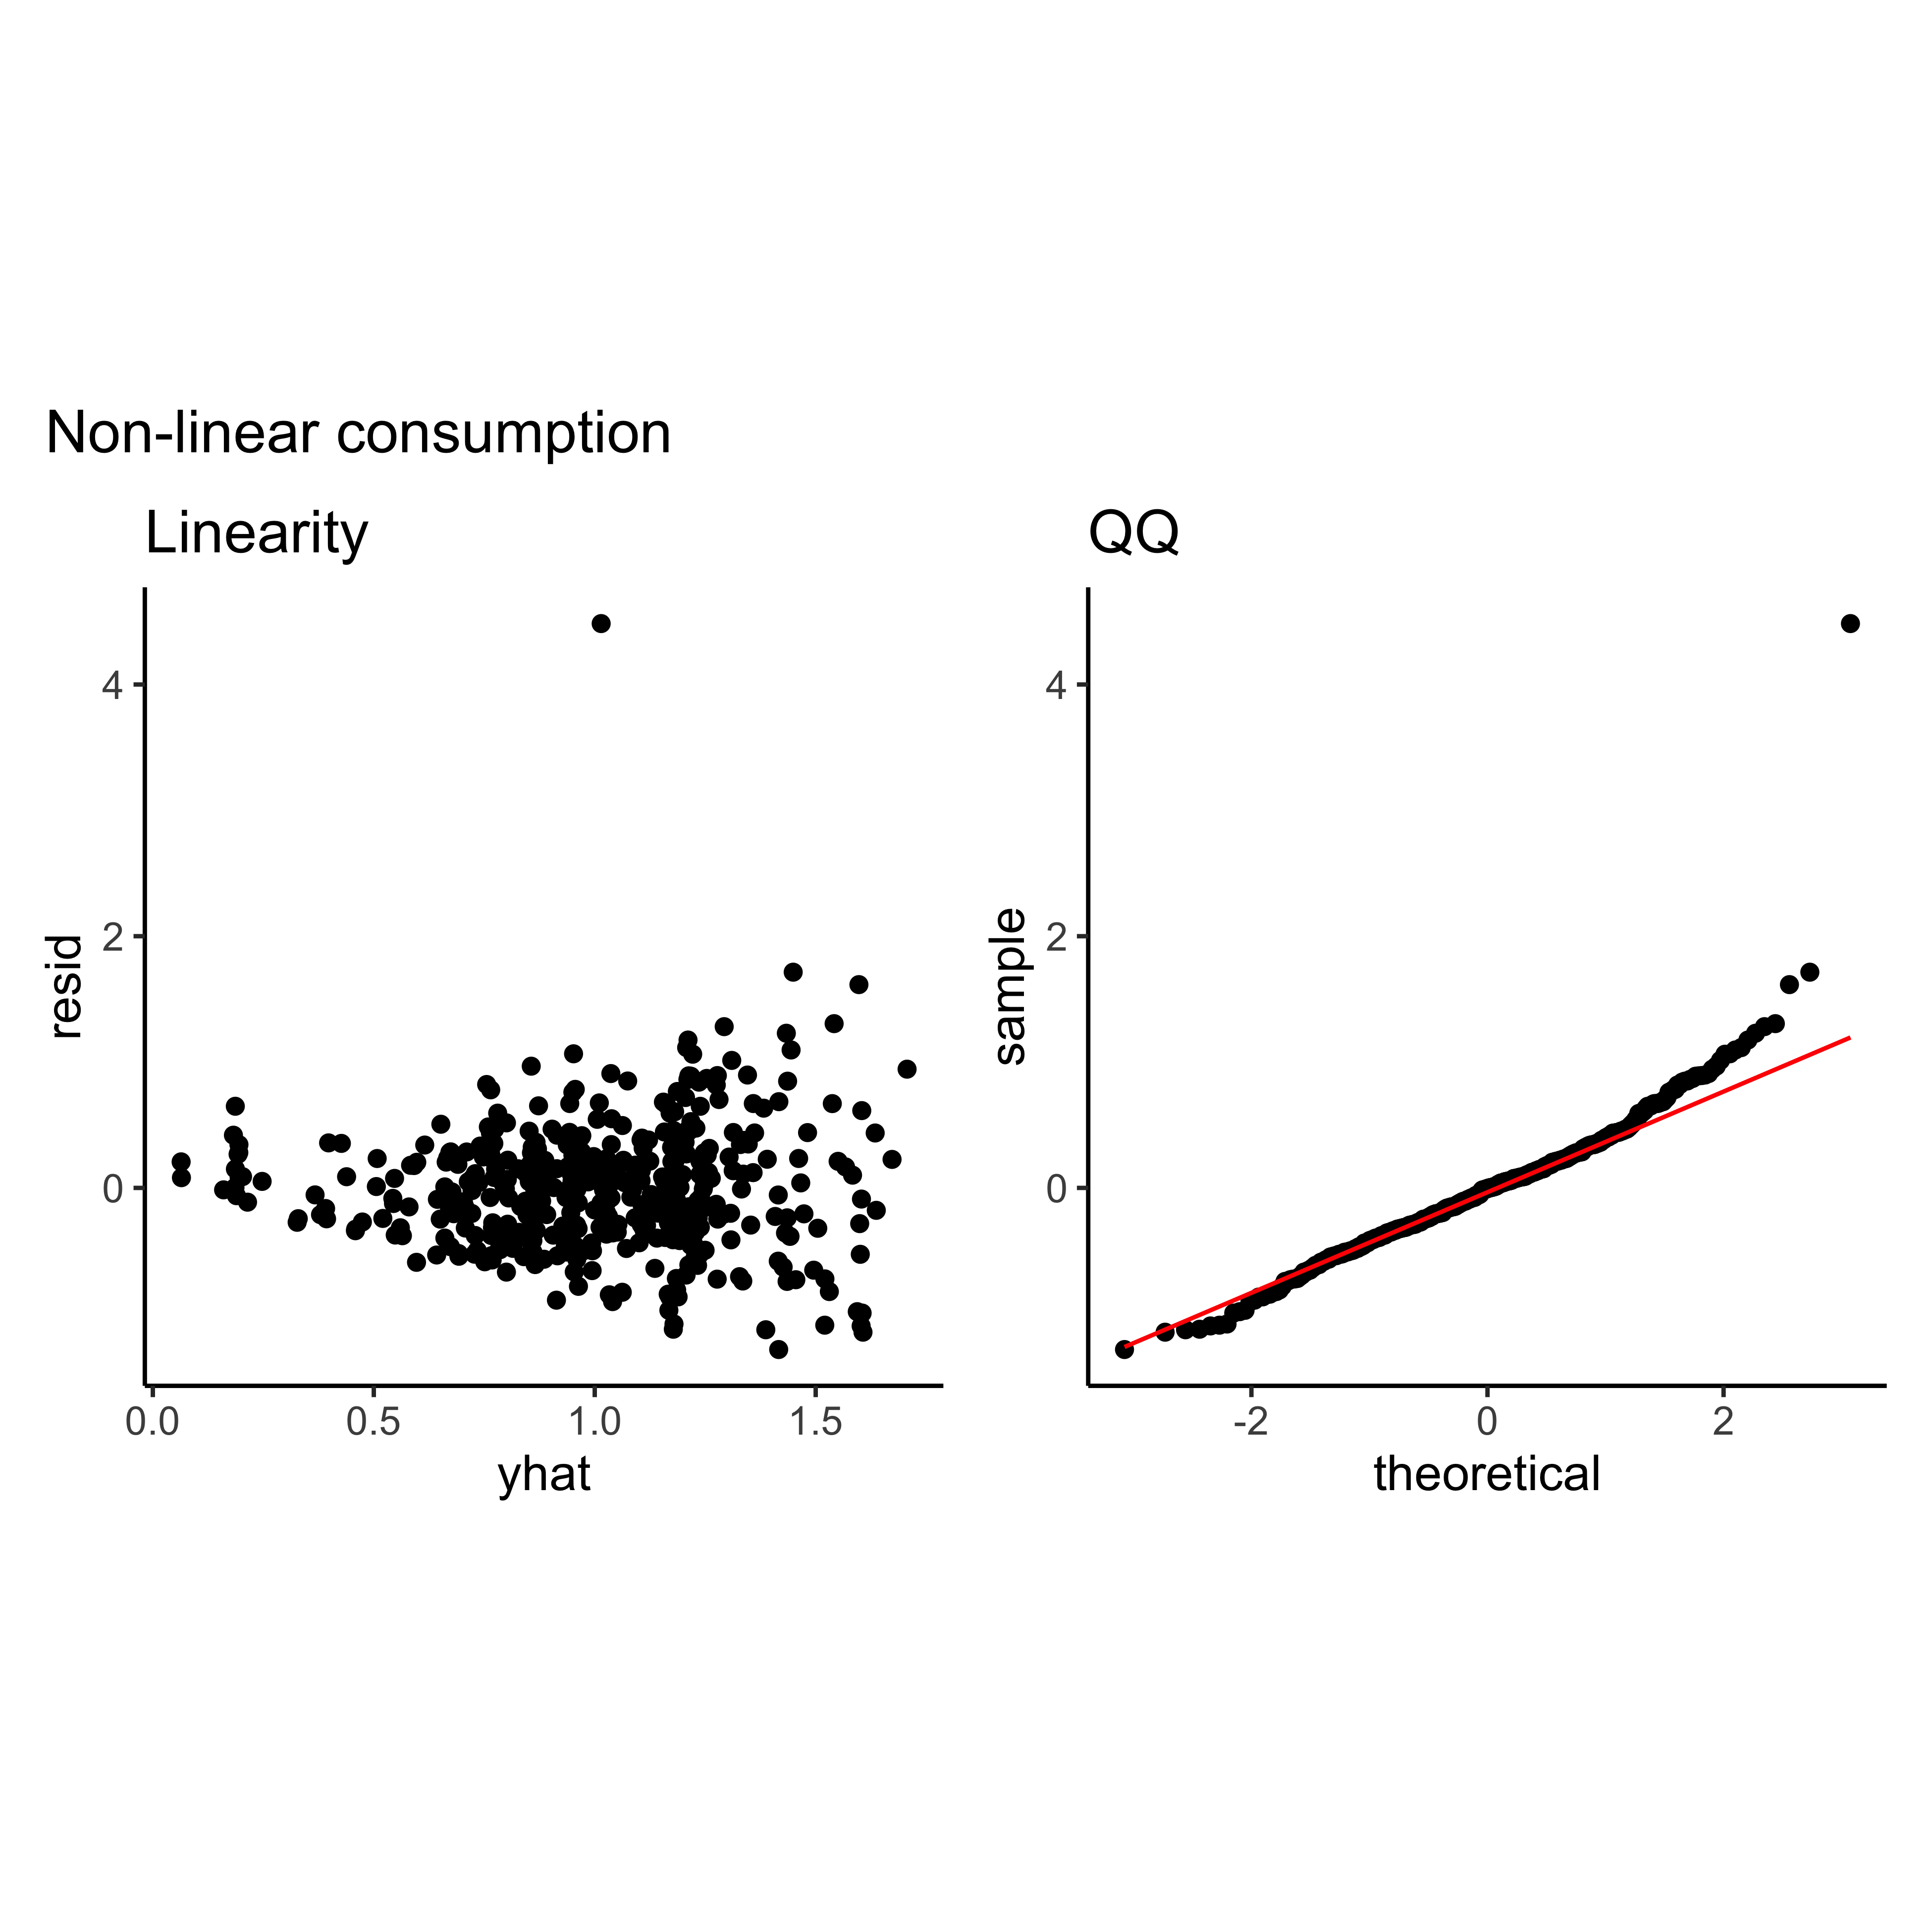 Non-linear consumption
Linearity
resid
4
2
0
0.0 0.5 1.0 1.5
yhat
QQ
sample
4
2
0
-2 0 2
theoretical